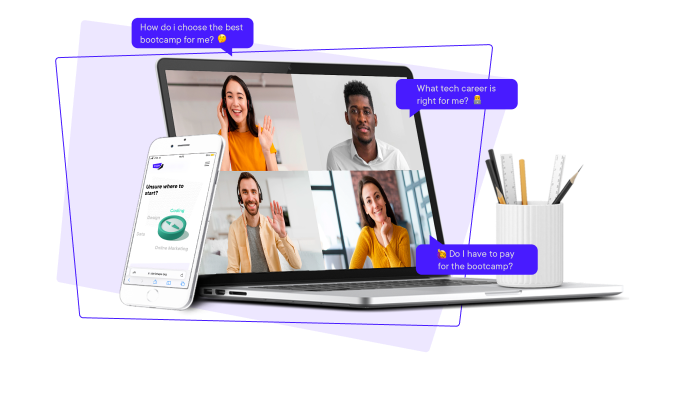 How do i choose the best
bootcamp for me? 🤔
What tech career is
right for me?
Unsure where to
start?
Coding
Design
Data
Online Marketing
🙋 Do I have to pay
for the bootcamp?